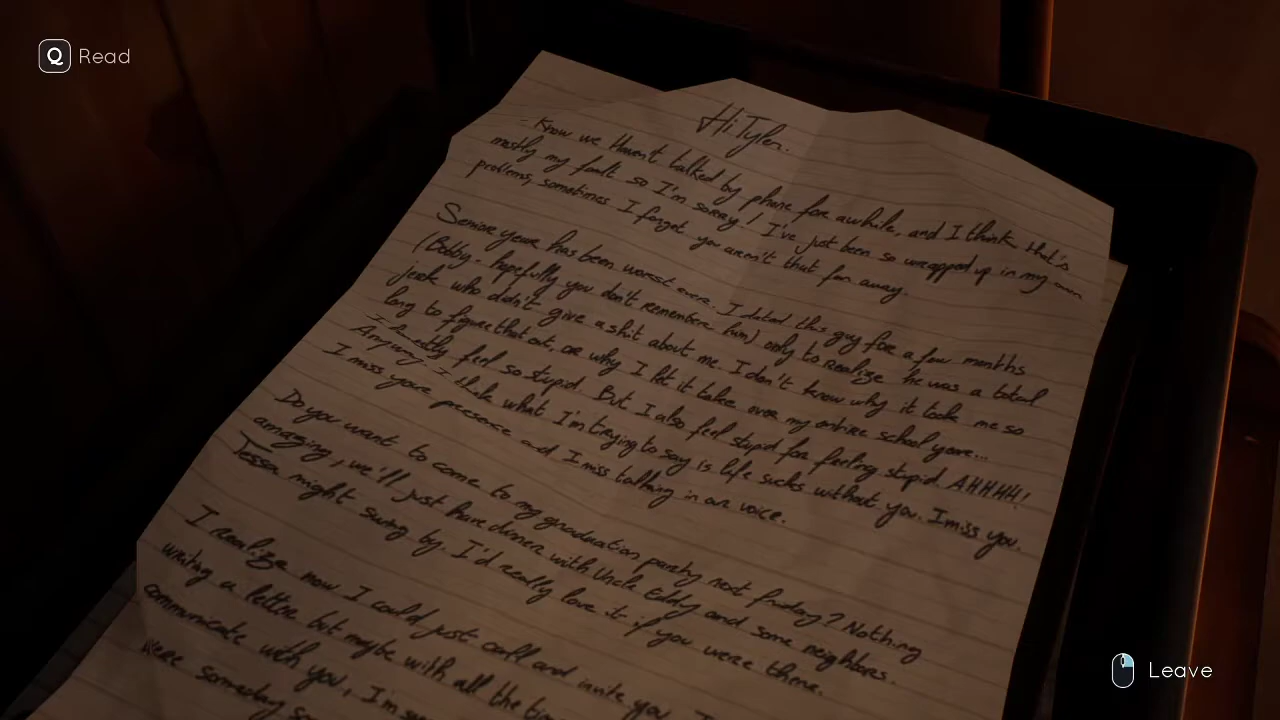 Q Read
Hi Tyler.
- Know we haven't talked by phone for awhile, and I think that's
mostly my fault so I'm sorry! I've just been so wrapped up in my own
problems, sometimes I forget you aren't that far away.
Senior year has been worst ever. I dated this guy for a few months
(Bobby - hopefully you don't remember him) only to realize he was a total
jerk who didn't give a shit about me. I don't know why it took me so
long to figure that out, or why I let it take over my entire school year...
I honestly feel so stupid. But I also feel stupid for feeling stupid AHHHH!
Anyway I think what I'm trying to say is life sucks without you. I miss you.
I miss your presence and I miss talking in our voice.
Do you want to come to my graduation party next friday? Nothing
amazing, we'll just have dinner with Uncle Eddy and some neighbors.
Tessa might swing by. I'd really love it if you were there.
I realize now I could just call and invite you.
writing a letter but maybe with all the
communicate with you, I'm
were someday
Leave